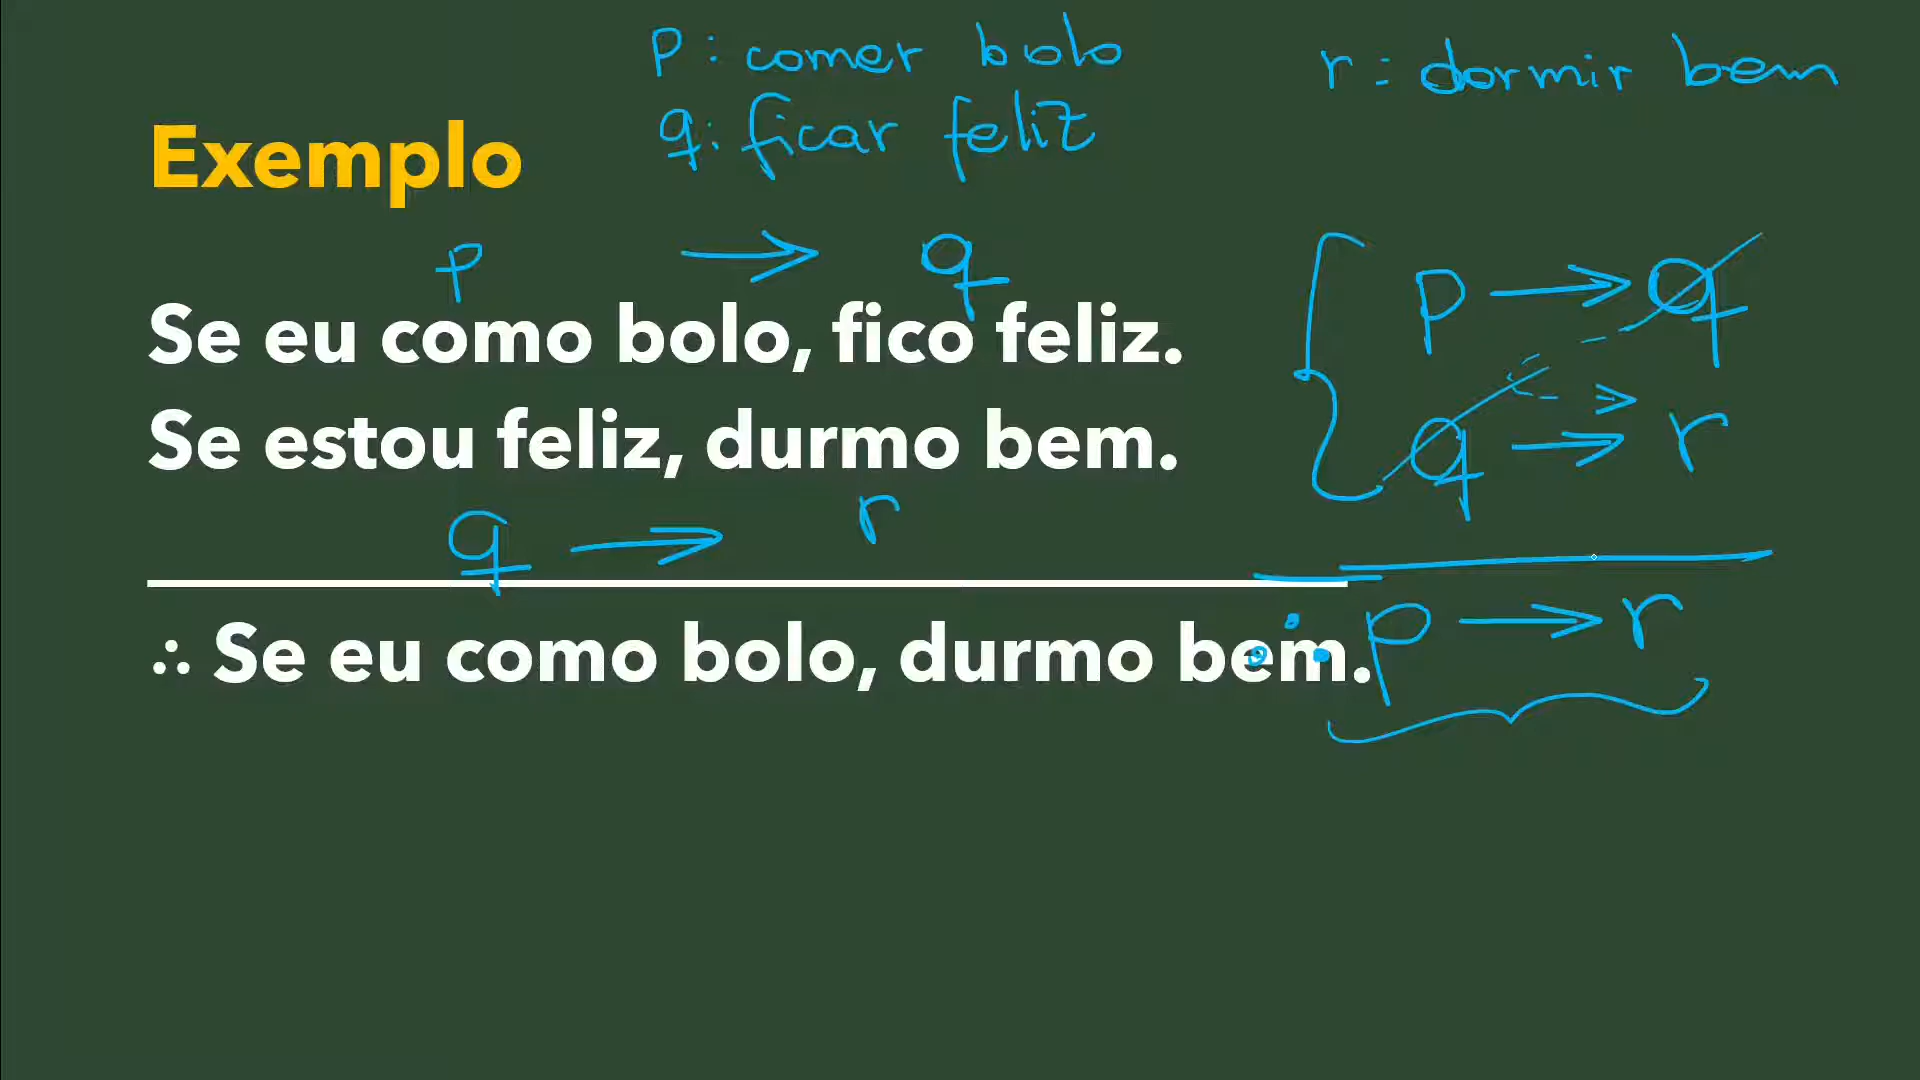 p: comer bolo
r: dormir bem
q: ficar feliz
Exemplo
p → q
Se eu como bolo, fico feliz.
p → q
Se estou feliz, durmo bem.
q → r
q → r
∴ Se eu como bolo, durmo bem.
∴ p → r